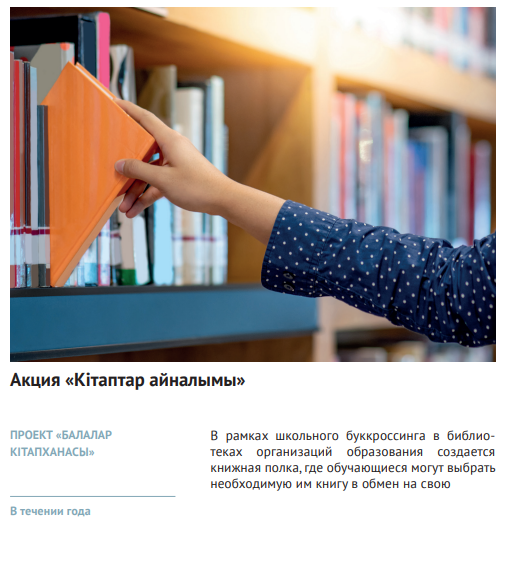 Акция «Кітаптар айналымы»
ПРОЕКТ «БАЛАЛАР
КІТАПХАНАСЫ»
В течении года
В рамках школьного буккроссинга в библио-
теках организаций образования создается
книжная полка, где обучающиеся могут выбрать
необходимую им книгу в обмен на свою